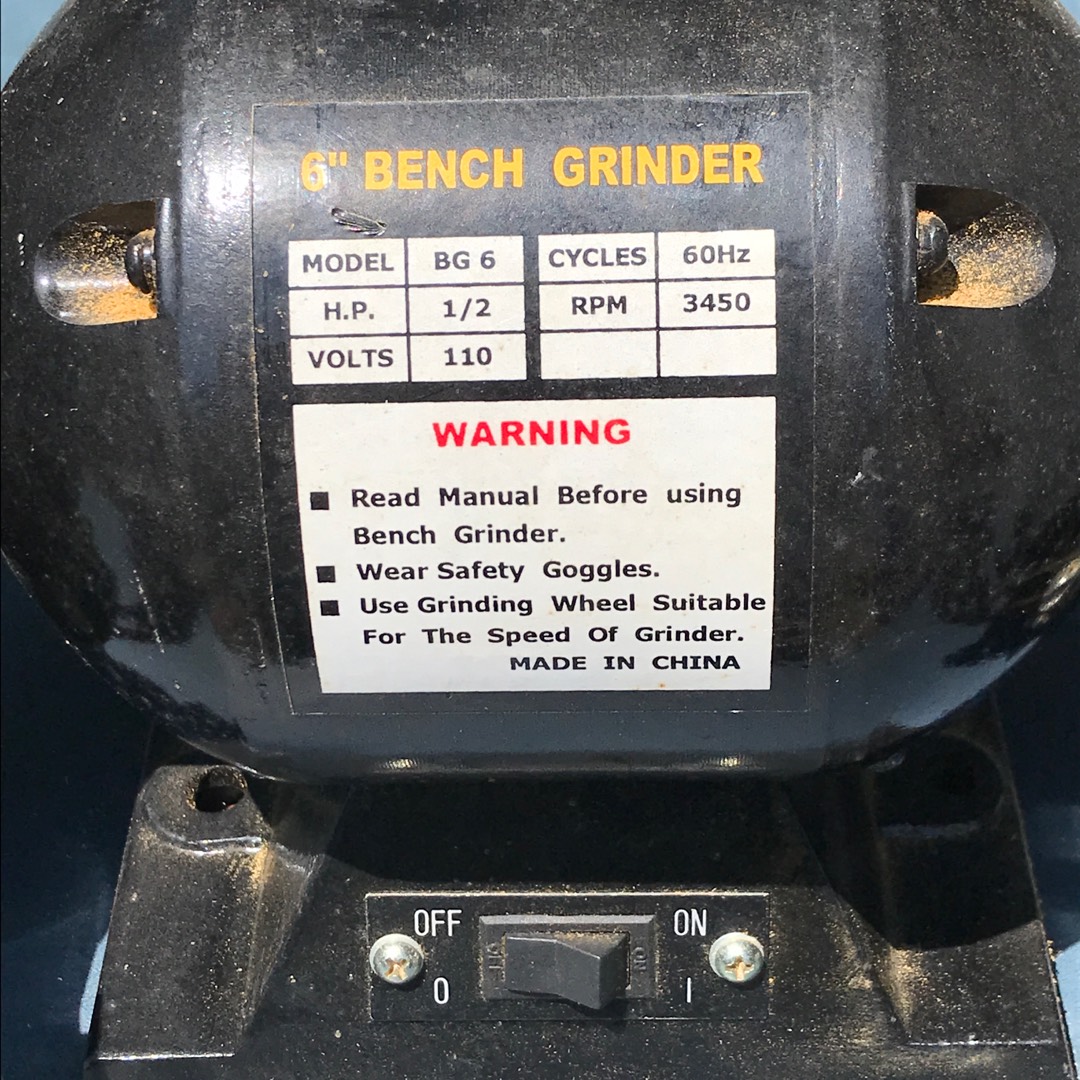 6" BENCH GRINDER
MODEL BG 6 CYCLES 60Hz
H.P. 1/2 RPM 3450
VOLTS 110
WARNING
■ Read Manual Before using
Bench Grinder.
■ Wear Safety Goggles.
■ Use Grinding Wheel Suitable
For The Speed Of Grinder.
MADE IN CHINA
OFF ON
OFF ON
O I